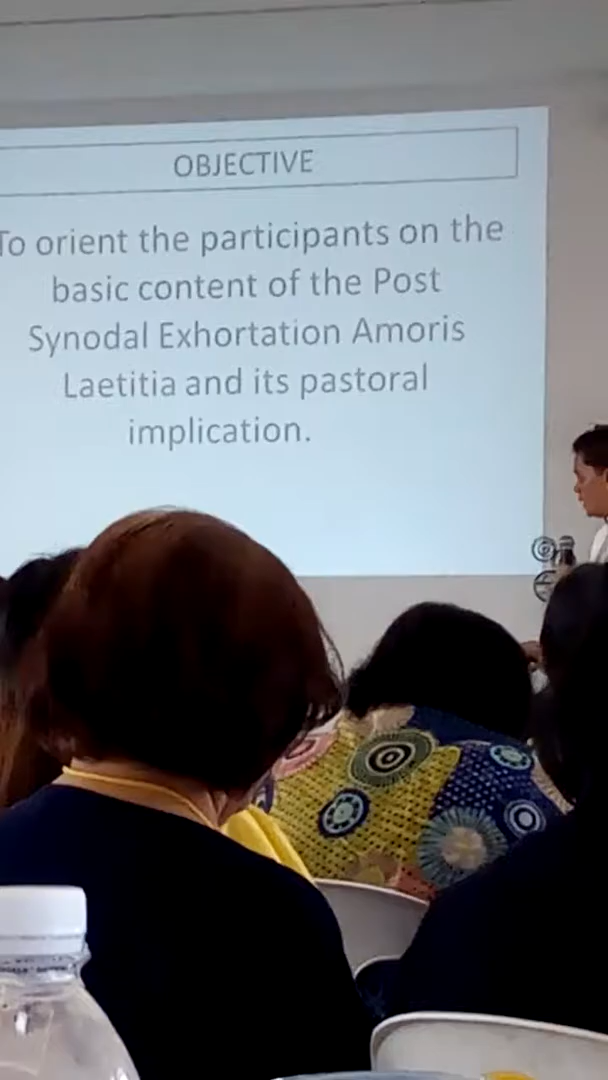 OBJECTIVE
To orient the participants on the
basic content of the Post
Synodal Exhortation Amoris
Laetitia and its pastoral
implication.